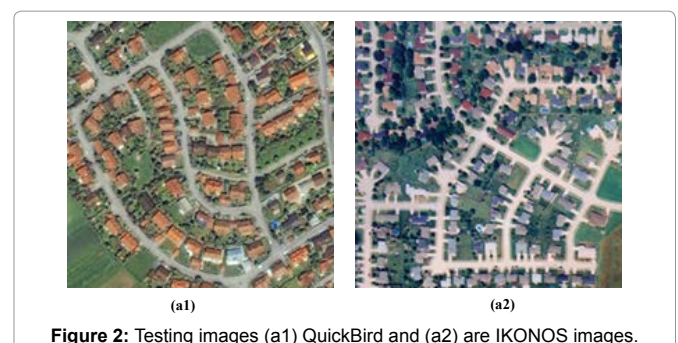 (a1)
(a2)
Figure 2: Testing images (a1) QuickBird and (a2) are IKONOS images.